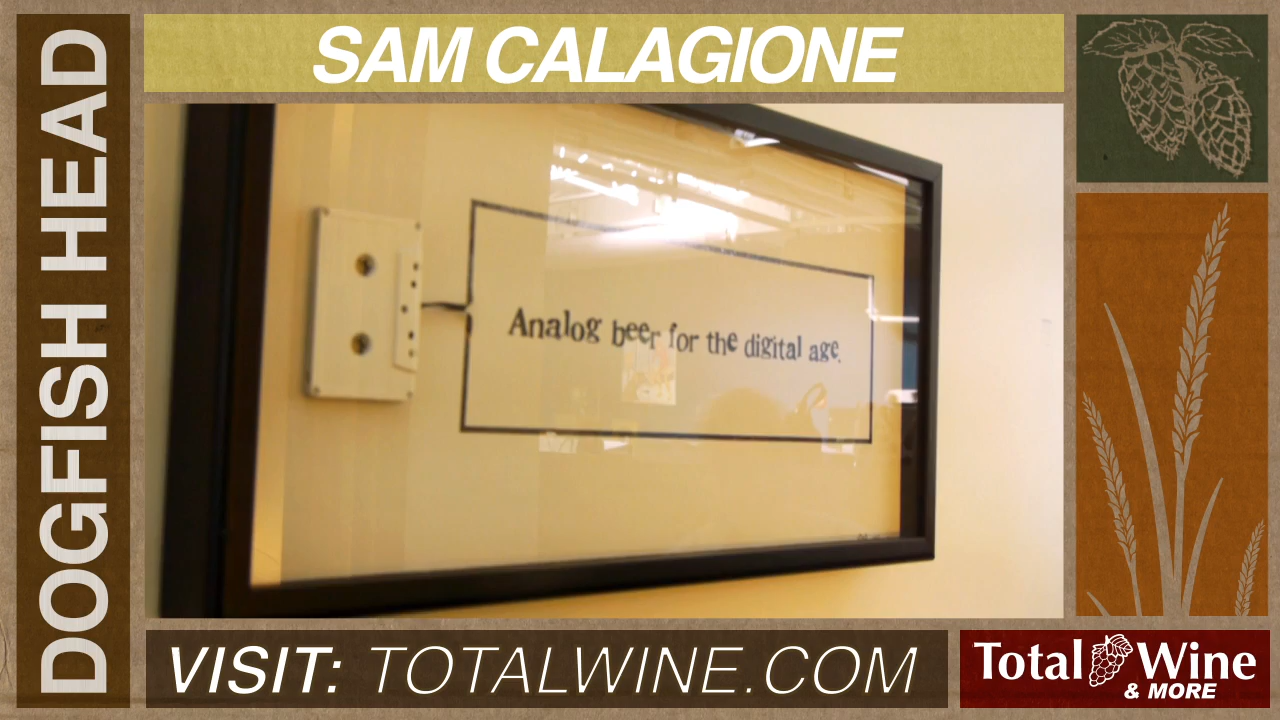 SAM CALAGIONE
DOGFISH HEAD
Analog beer for the digital age.
VISIT: TOTALWINE.COM
Total Wine
& MORE